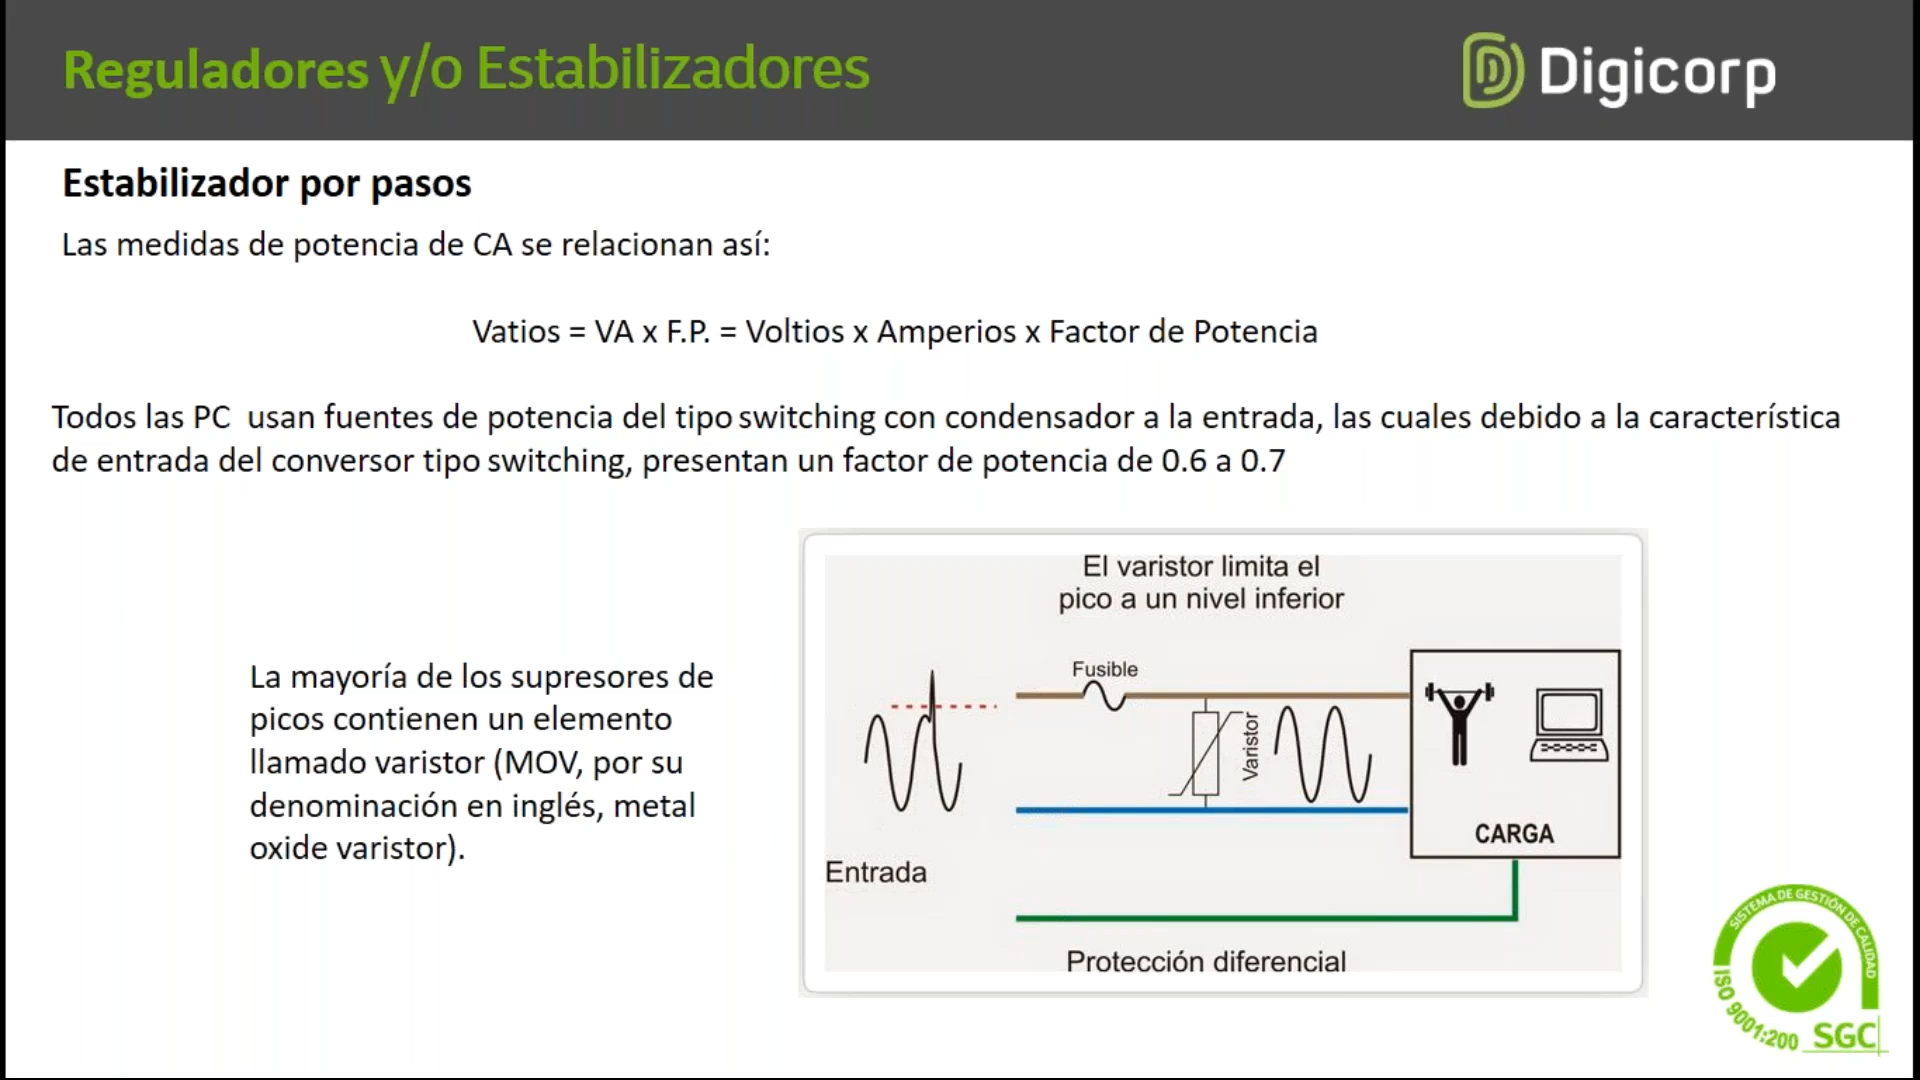 Reguladores y/o Estabilizadores
Digicorp
Estabilizador por pasos
Las medidas de potencia de CA se relacionan así:
Vatios = VA x F.P. = Voltios x Amperios x Factor de Potencia
Todos las PC usan fuentes de potencia del tipo switching con condensador a la entrada, las cuales debido a la característica
de entrada del conversor tipo switching, presentan un factor de potencia de 0.6 a 0.7
La mayoría de los supresores de
picos contienen un elemento
llamado varistor (MOV, por su
denominación en inglés, metal
oxide varistor).
El varistor limita el
pico a un nivel inferior
Fusible
Varistor
CARGA
Entrada
Protección diferencial
SISTEMA DE GESTIÓN DE CALIDAD
ISO 9001:200
SGC